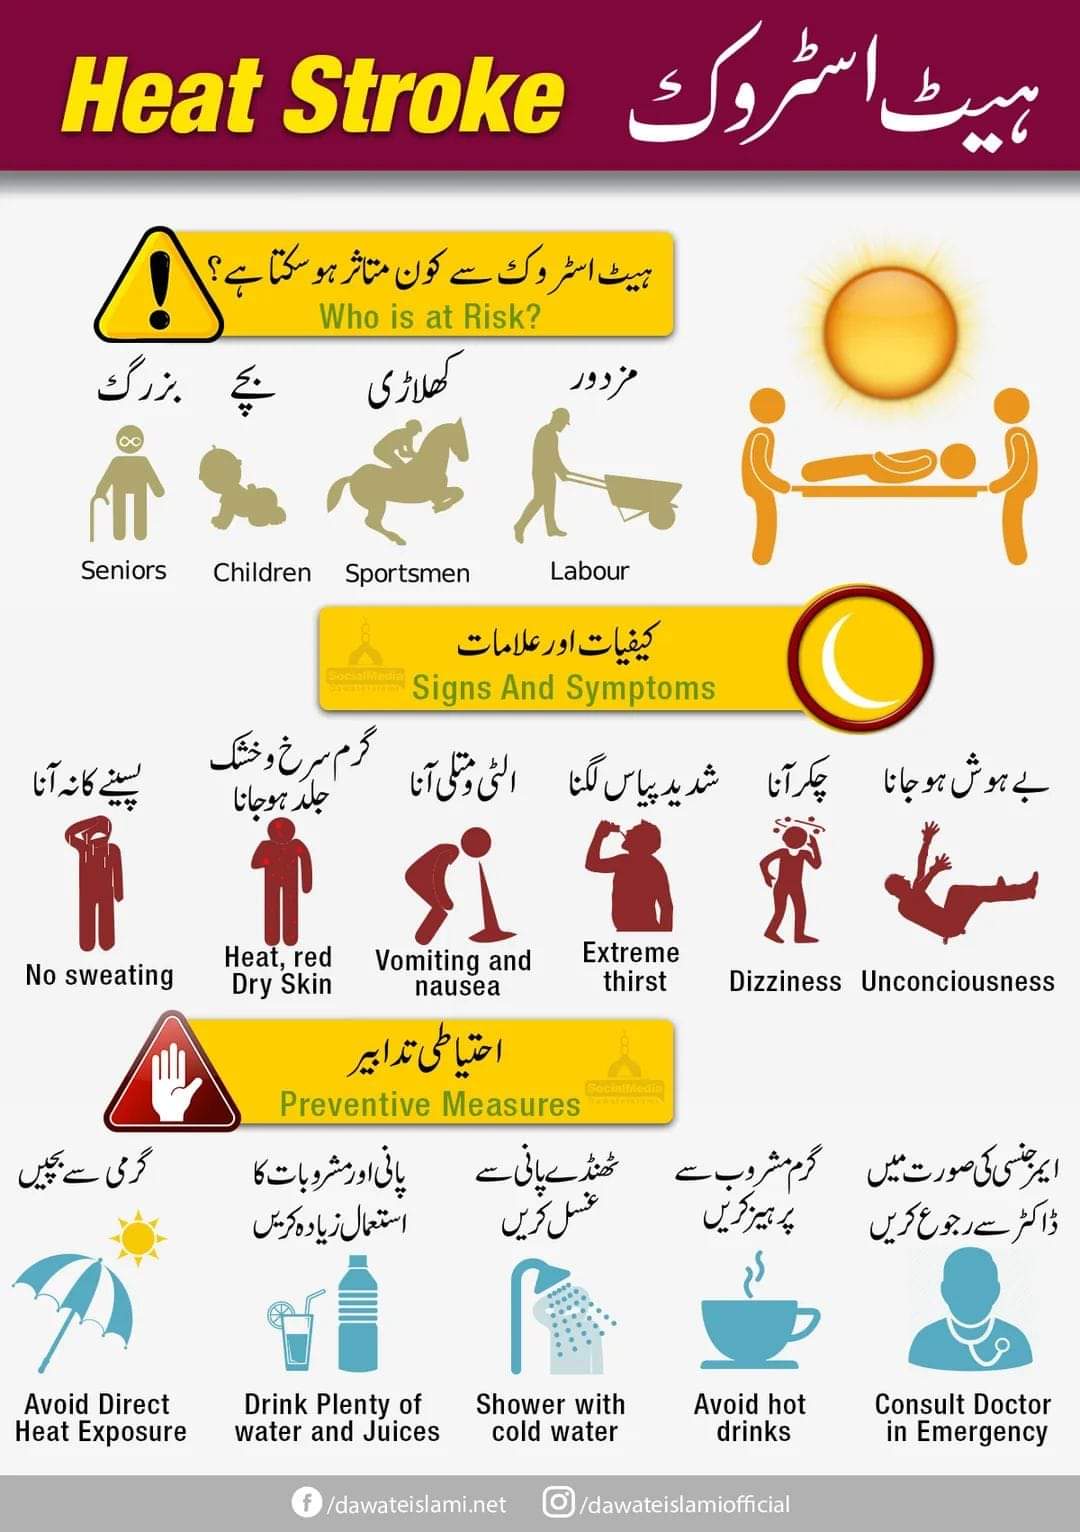 Heat Stroke
ہیٹ اسٹروک
ہیٹ اسٹروک سے کون متاثر ہو سکتا ہے؟
Who is at Risk?
بزرگ
بچے
کھلاڑی
مزدور
Seniors
Children
Sportsmen
Labour
کیفیات اور علامات
Signs And Symptoms
SocialMedia
DawateIslami
پسینے کا نہ آنا
گرم سرخ و خشک
جلد ہو جانا
الٹی و متلی آنا
شدید پیاس لگنا
چکر آنا
بے ہوش ہو جانا
No sweating
Heat, red
Dry Skin
Vomiting and
nausea
Extreme
thirst
Dizziness
Unconciousness
احتیاطی تدابیر
Preventive Measures
SocialMedia
DawateIslami
گرمی سے بچیں
پانی اور مشروبات کا
استعمال زیادہ کریں
ٹھنڈے پانی سے
غسل کریں
گرم مشروب سے
پرہیز کریں
ایمرجنسی کی صورت میں
ڈاکٹر سے رجوع کریں
Avoid Direct
Heat Exposure
Drink Plenty of
water and Juices
Shower with
cold water
Avoid hot
drinks
Consult Doctor
in Emergency
/dawateislami.net
/dawateislamiofficial